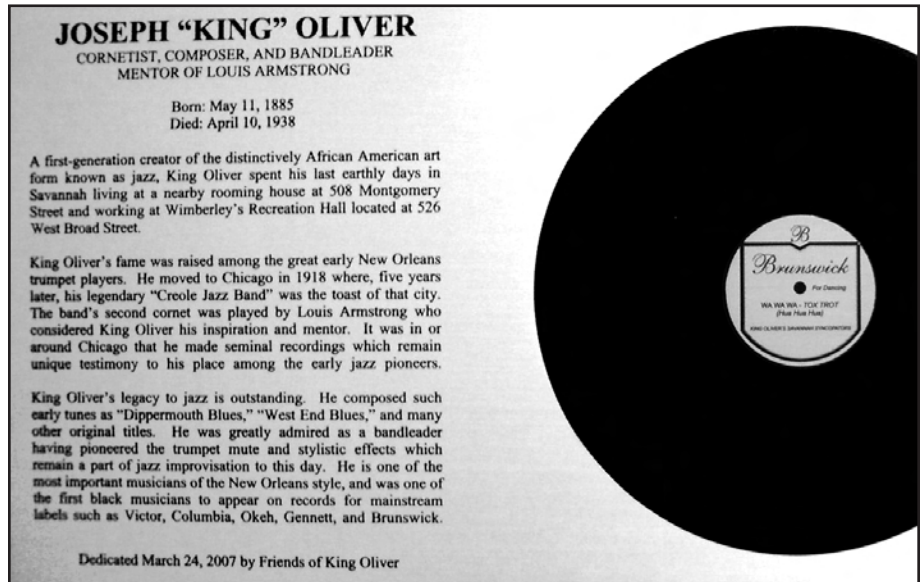 JOSEPH “KING” OLIVER
CORNETIST, COMPOSER, AND BANDLEADER
MENTOR OF LOUIS ARMSTRONG
Born: May 11, 1885
Died: April 10, 1938
A first-generation creator of the distinctively African American art
form known as jazz, King Oliver spent his last earthly days in
Savannah living at a nearby rooming house at 508 Montgomery
Street and working at Wimberley’s Recreation Hall located at 526
West Broad Street.
King Oliver’s fame was raised among the great early New Orleans
trumpet players. He moved to Chicago in 1918 where, five years
later, his legendary “Creole Jazz Band” was the toast of that city.
The band’s second cornet was played by Louis Armstrong who
considered King Oliver his inspiration and mentor. It was in or
around Chicago that he made seminal recordings which remain
unique testimony to his place among the early jazz pioneers.
King Oliver’s legacy to jazz is outstanding. He composed such
early tunes as “Dippermouth Blues,” “West End Blues,” and many
other original titles. He was greatly admired as a bandleader
having pioneered the trumpet mute and stylistic effects which
remain a part of jazz improvisation to this day. He is one of the
most important musicians of the New Orleans style, and was one of
the first black musicians to appear on records for mainstream
labels such as Victor, Columbia, Okeh, Gennett, and Brunswick.
Dedicated March 24, 2007 by Friends of King Oliver
B
Brunswick
For Dancing
WA WA WA - TOX TROT
(Hua Hua Hua)
KING OLIVER'S SAVANNAH SYNCOPATORS